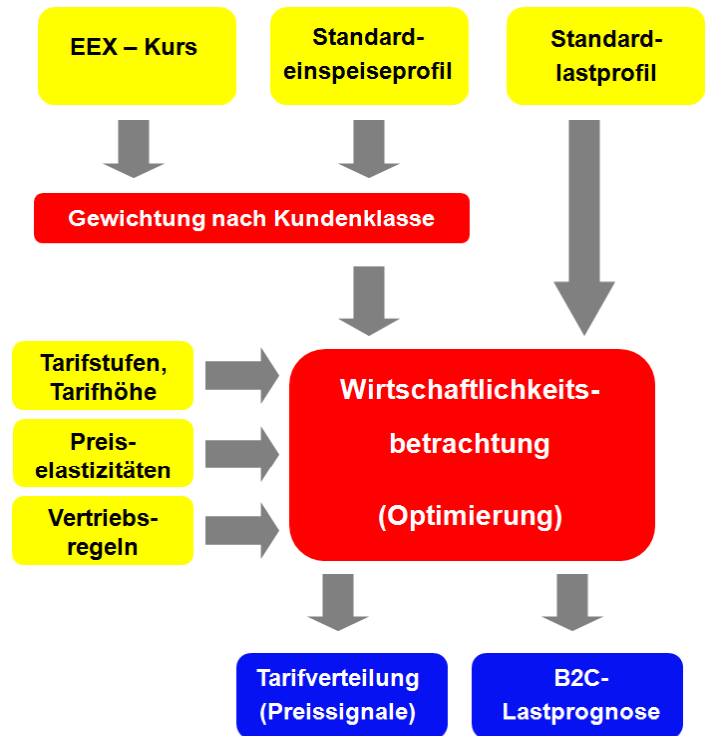 EEX – Kurs
Standard-
einspeiseprofil
Standard-
lastprofil
Gewichtung nach Kundenklasse
Tarifstufen,
Tarifhöhe
Preis-
elastizitäten
Vertriebs-
regeln
Wirtschaftlichkeits-
betrachtung
(Optimierung)
Tarifverteilung
(Preissignale)
B2C-
Lastprognose